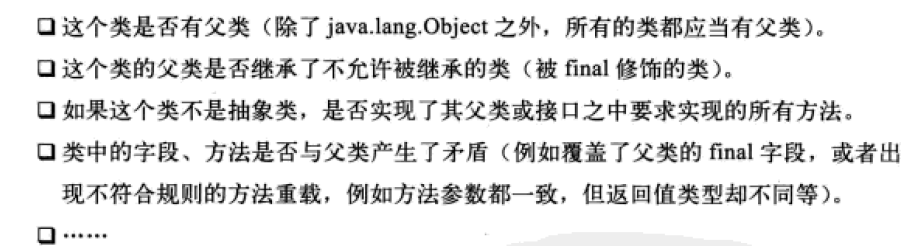 ❑ 这个类是否有父类（除了 java.lang.Object 之外，所有的类都应当有父类）。
❑ 这个类的父类是否继承了不允许被继承的类（被 final 修饰的类）。
❑ 如果这个类不是抽象类，是否实现了其父类或接口之中要求实现的所有方法。
❑ 类中的字段、方法是否与父类产生了矛盾（例如覆盖了父类的 final 字段，或者出
现不符合规则的方法重载，例如方法参数都一致，但返回值类型却不同等）。
❑ ……